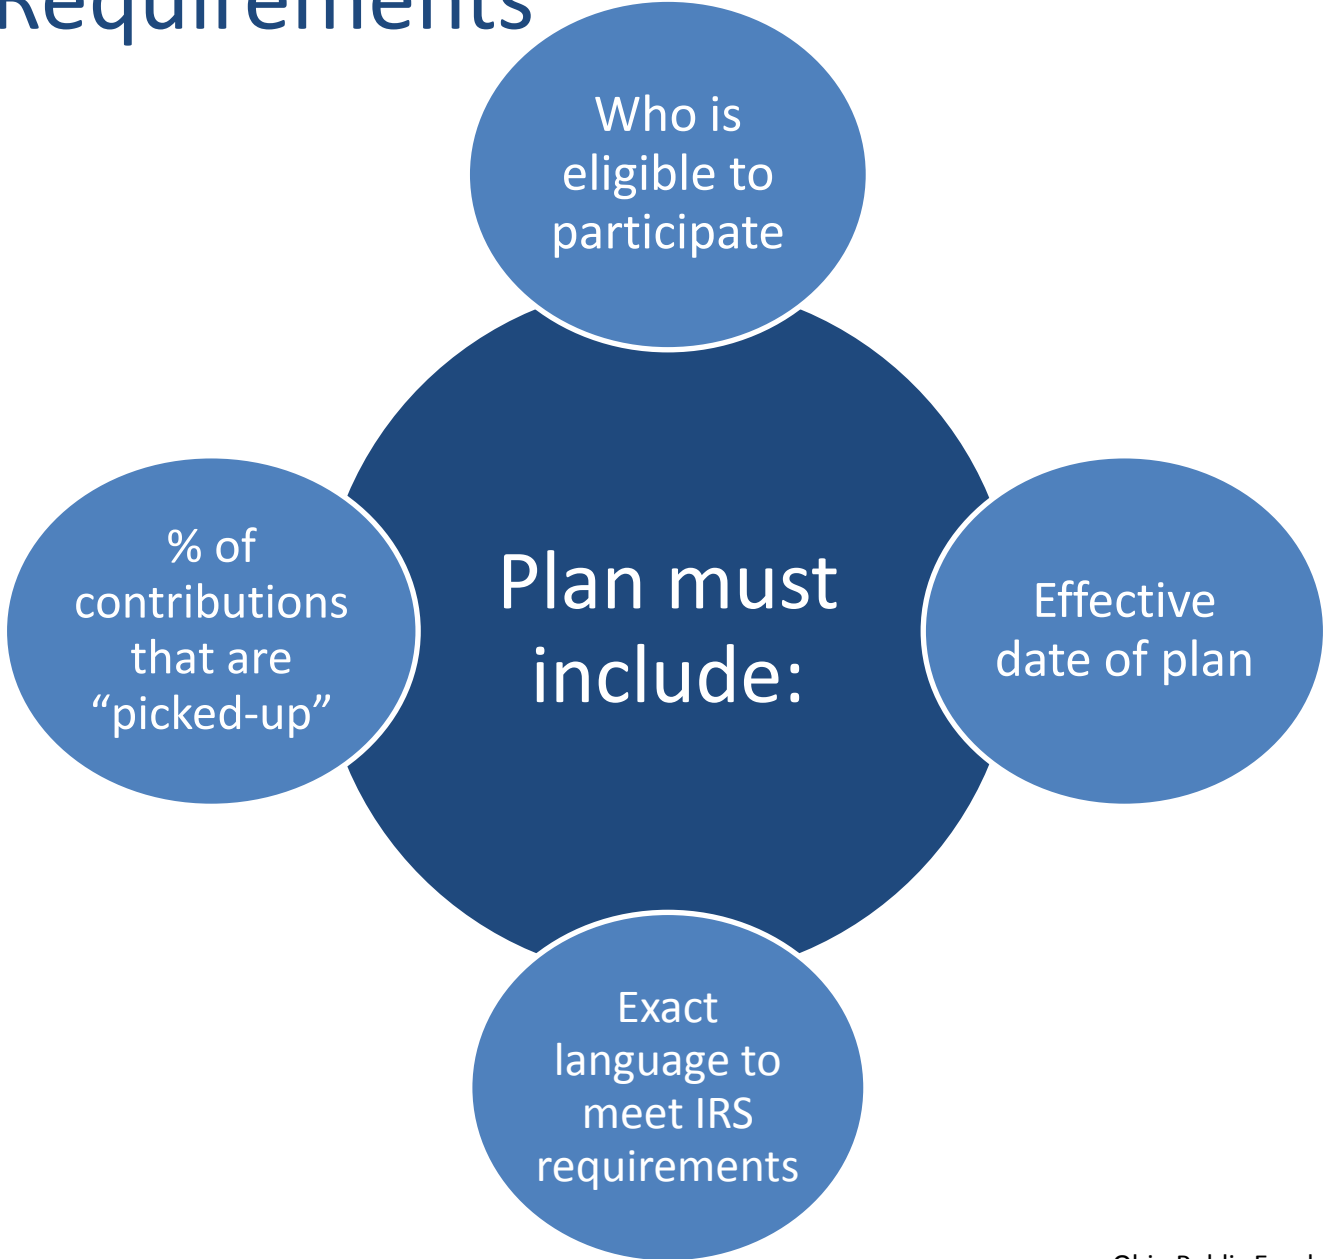 Requirements
Who is
eligible to
participate
% of
contributions
that are
“picked-up”
Plan must
include:
Effective
date of plan
Exact
language to
meet IRS
requirements
Public